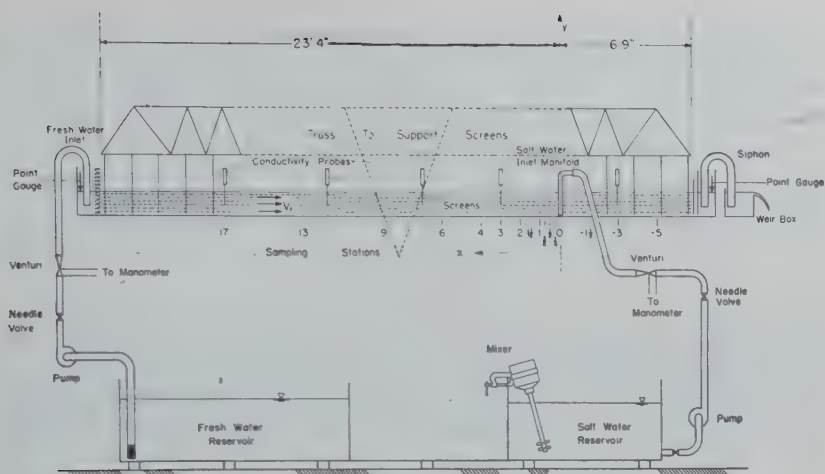 y
23' 4"
6' 9"
Fresh Water
Inlet
Truss To Support Screens
Salt Water
Inlet Manifold
Siphon
Conductivity Probes
Point
Gauge
Point Gauge
Screens
Weir Box
17 13 9 6 4 3 2 1 0 -3 -5
Sampling Stations x
Venturi
To Manometer
Venturi
To
Manometer
Needle
Valve
Needle
Valve
Mixer
Pump
Pump
Fresh Water
Reservoir
Salt Water
Reservoir